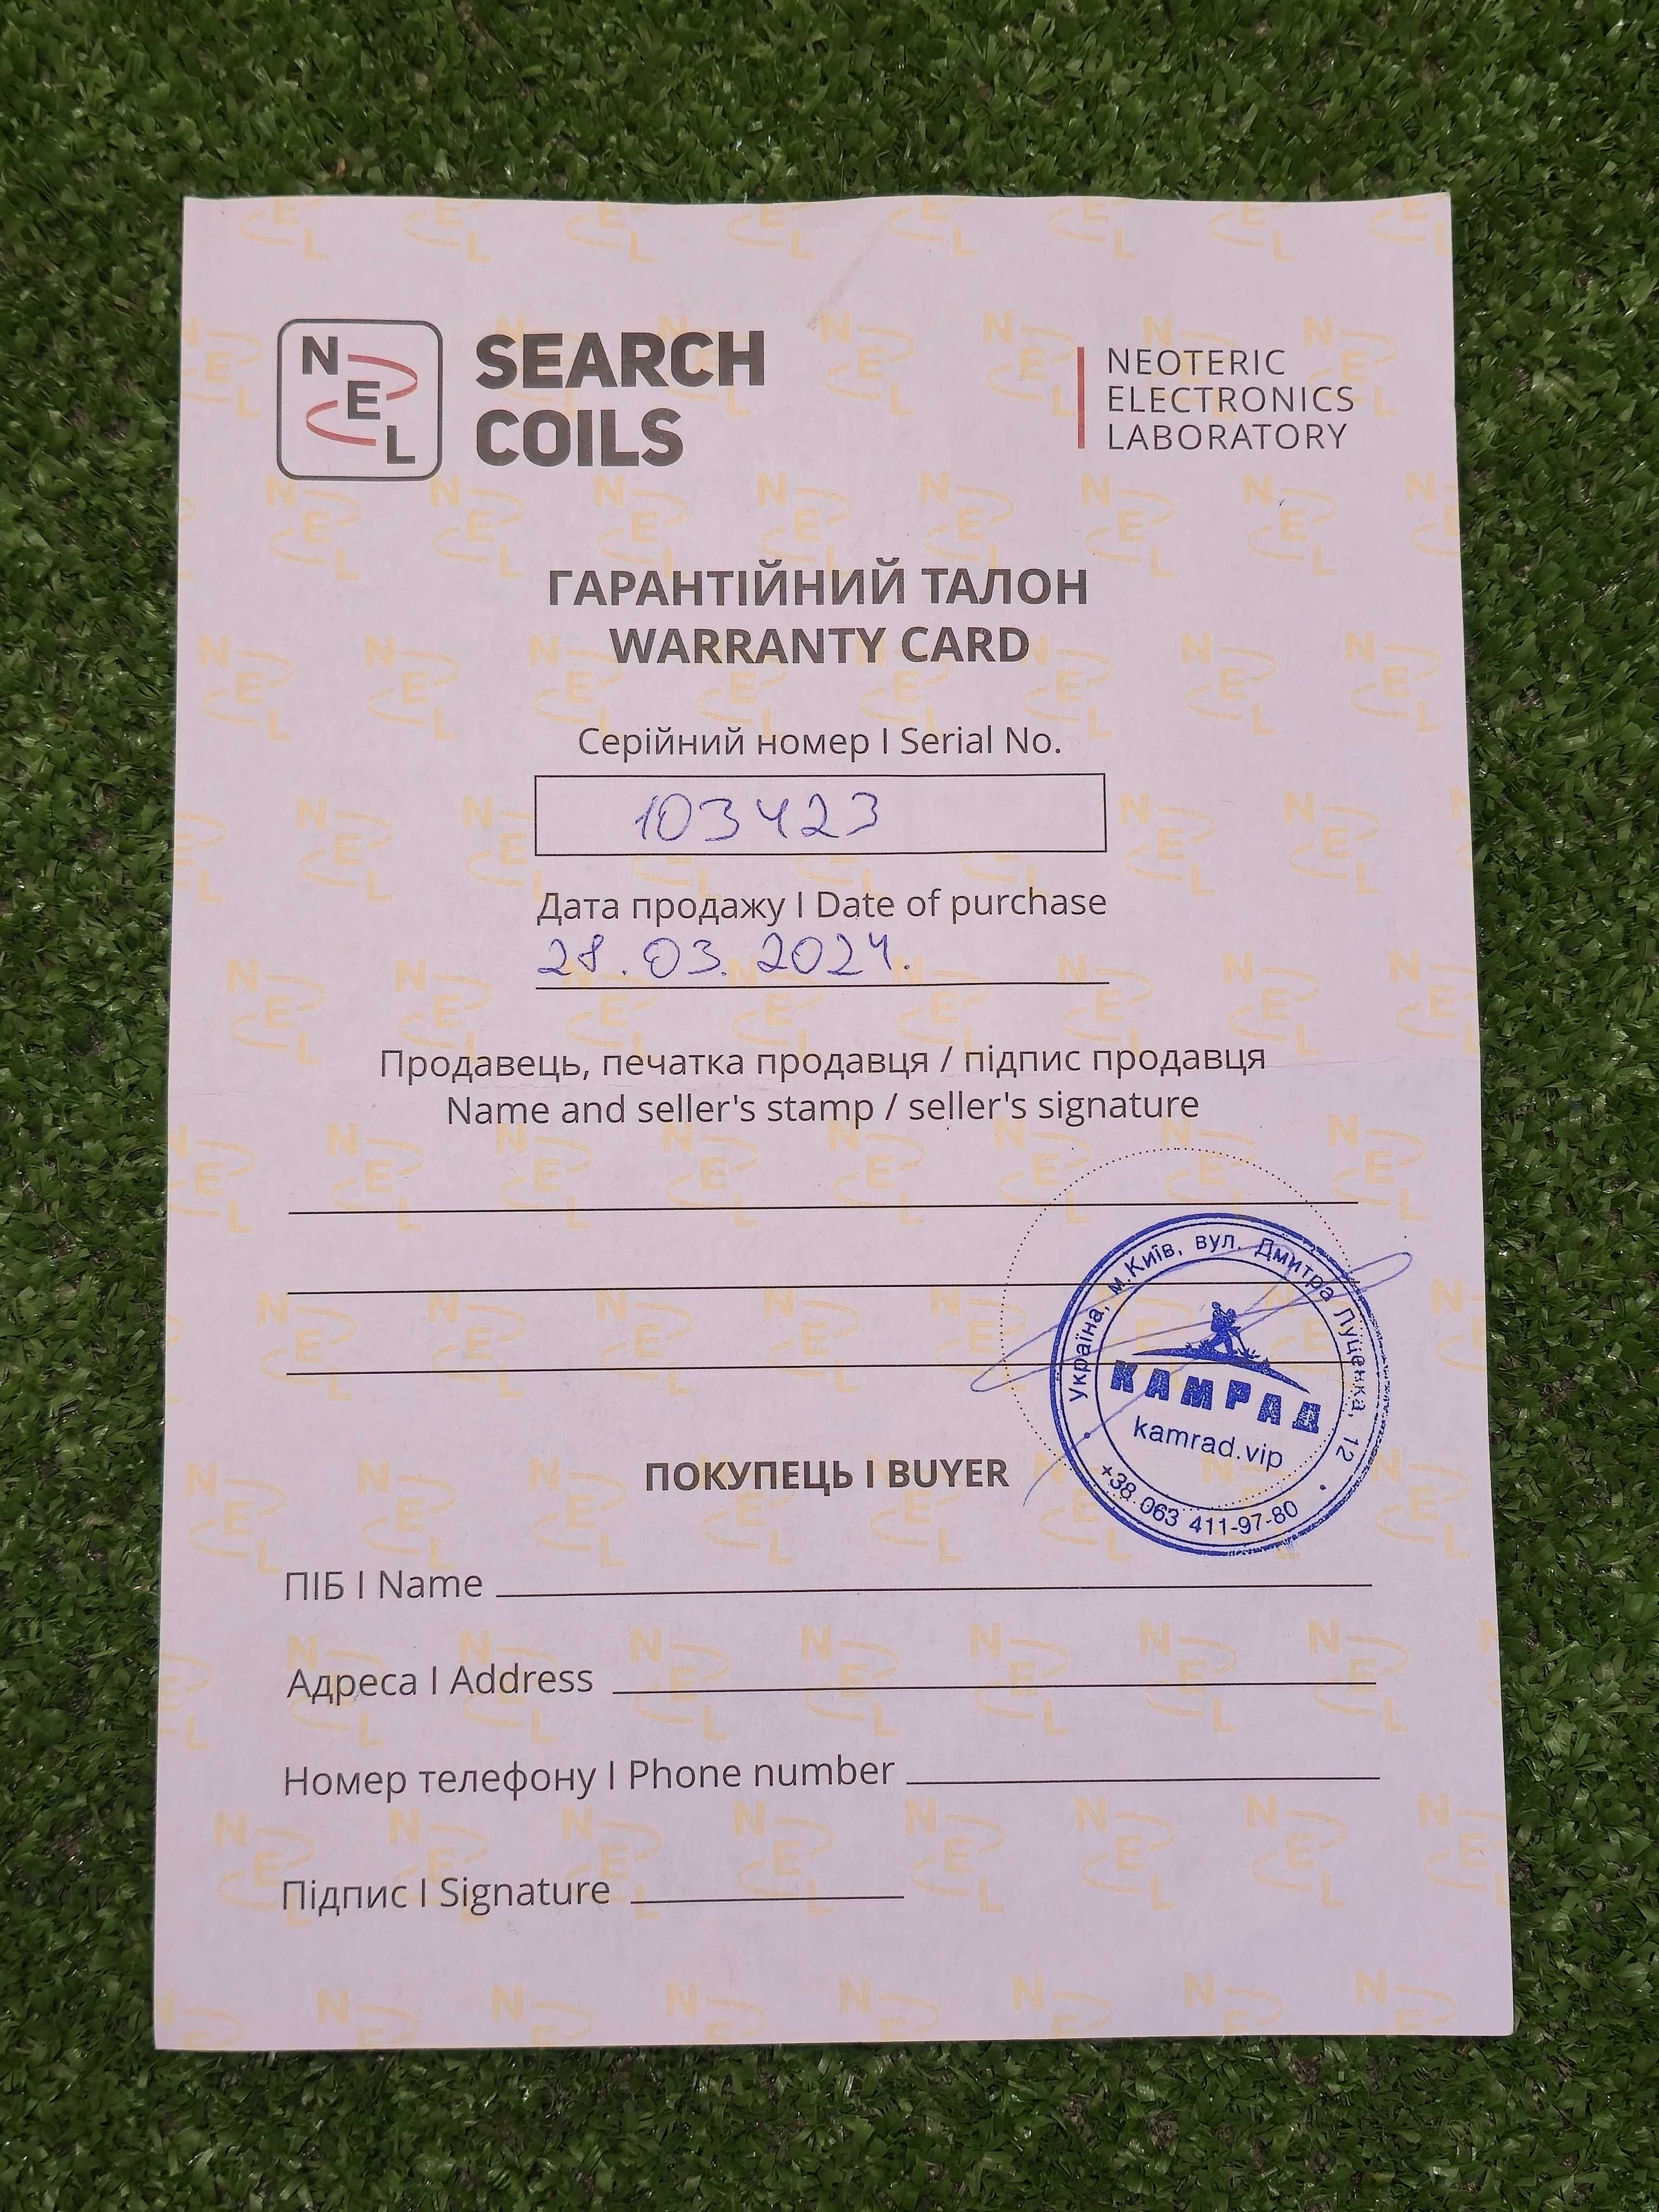 NEL
SEARCH
COILS
NEOTERIC
ELECTRONICS
LABORATORY
ГАРАНТІЙНИЙ ТАЛОН
WARRANTY CARD
Серійний номер | Serial No.
103423
Дата продажу | Date of purchase
28.03.2024.
Продавець, печатка продавця / підпис продавця
Name and seller's stamp / seller's signature
Україна, м.Київ, вул. Дмитра Луценка, 12
КАМРАД
kamrad.vip
+38 063 411-97-80
ПОКУПЕЦЬ | BUYER
ПІБ | Name
Адреса | Address
Номер телефону | Phone number
Підпис | Signature